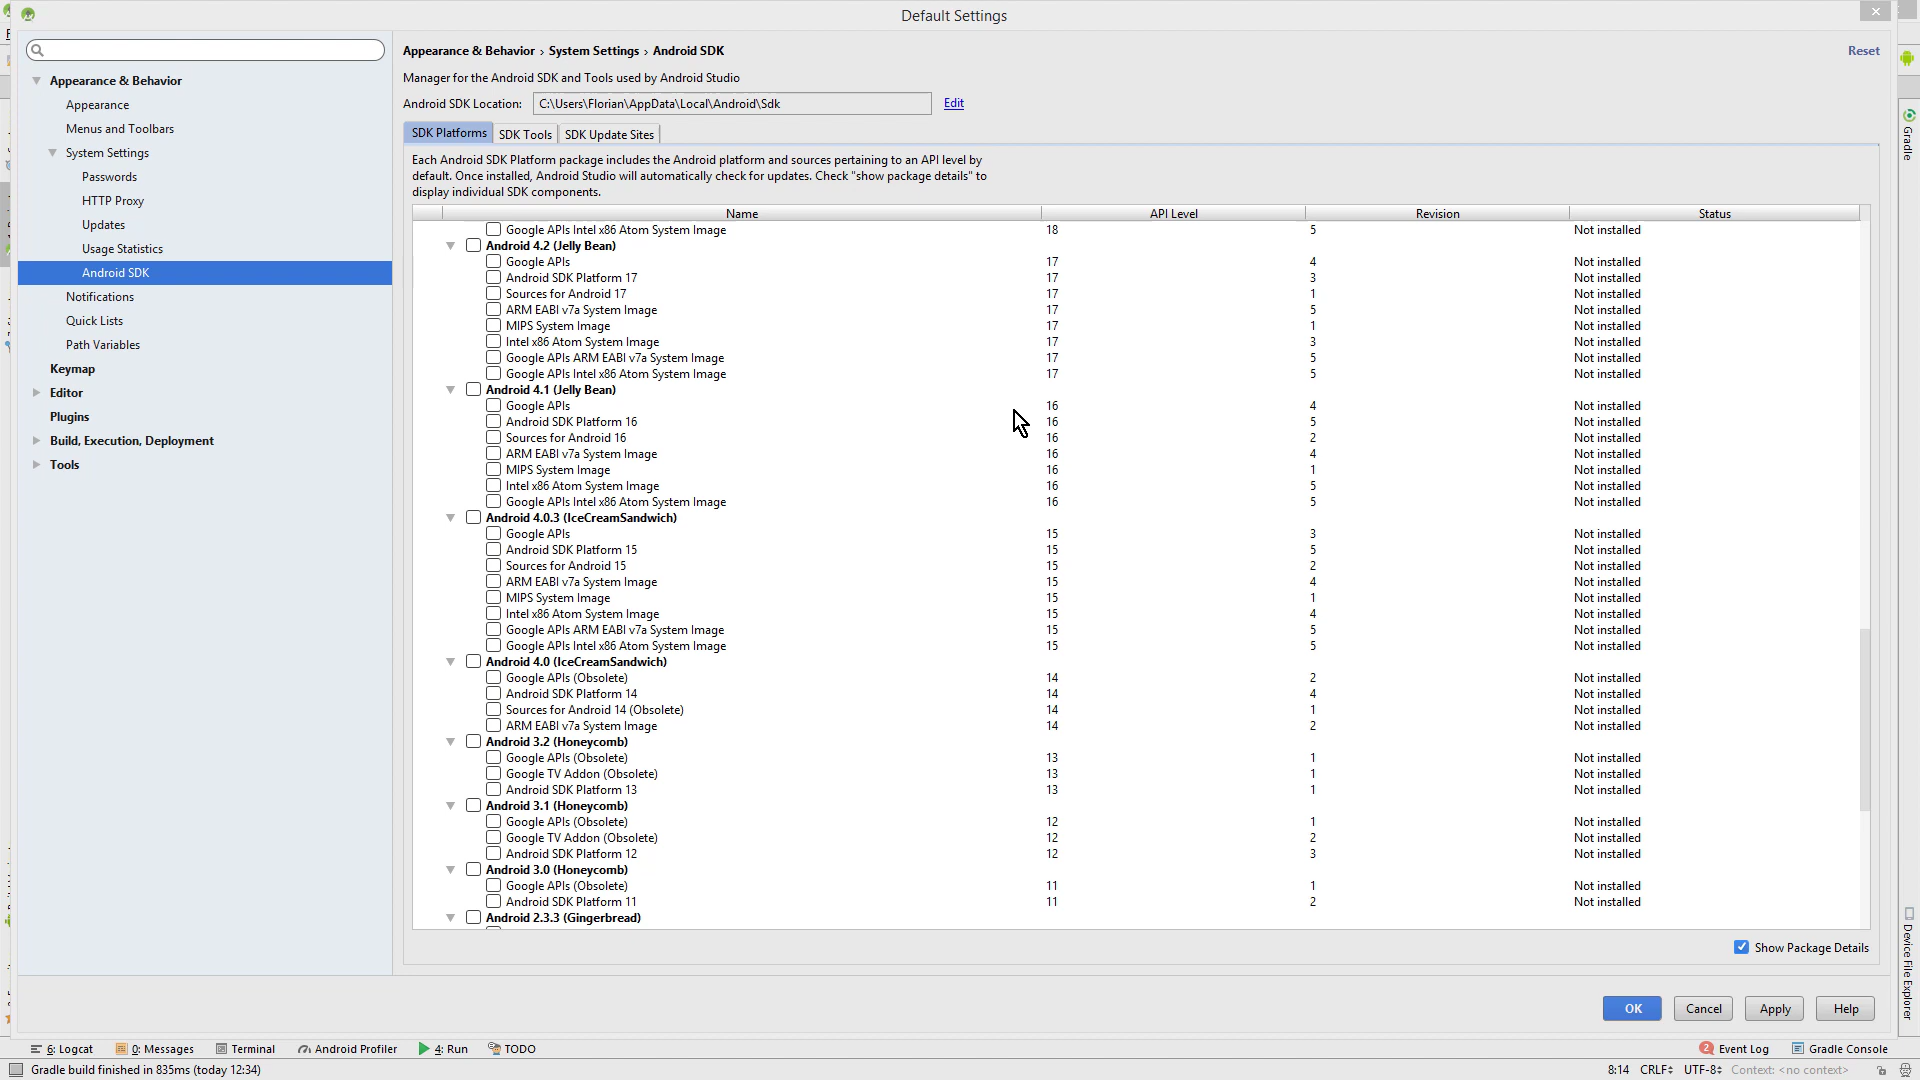 Default Settings
Appearance & Behavior › System Settings › Android SDK
Reset
Appearance & Behavior
Appearance
Menus and Toolbars
System Settings
Passwords
HTTP Proxy
Updates
Usage Statistics
Android SDK
Notifications
Quick Lists
Path Variables
Keymap
Editor
Plugins
Build, Execution, Deployment
Tools
Manager for the Android SDK and Tools used by Android Studio
Android SDK Location: C:\Users\Florian\AppData\Local\Android\Sdk Edit
SDK Platforms SDK Tools SDK Update Sites
Each Android SDK Platform package includes the Android platform and sources pertaining to an API level by
default. Once installed, Android Studio will automatically check for updates. Check "show package details" to
display individual SDK components.
Name API Level Revision Status
Google APIs Intel x86 Atom System Image 18 5 Not installed
Android 4.2 (Jelly Bean)
Google APIs 17 4 Not installed
Android SDK Platform 17 17 3 Not installed
Sources for Android 17 17 1 Not installed
ARM EABI v7a System Image 17 5 Not installed
MIPS System Image 17 1 Not installed
Intel x86 Atom System Image 17 3 Not installed
Google APIs ARM EABI v7a System Image 17 5 Not installed
Google APIs Intel x86 Atom System Image 17 5 Not installed
Android 4.1 (Jelly Bean)
Google APIs 16 4 Not installed
Android SDK Platform 16 16 5 Not installed
Sources for Android 16 16 2 Not installed
ARM EABI v7a System Image 16 4 Not installed
MIPS System Image 16 1 Not installed
Intel x86 Atom System Image 16 5 Not installed
Google APIs Intel x86 Atom System Image 16 5 Not installed
Android 4.0.3 (IceCreamSandwich)
Google APIs 15 3 Not installed
Android SDK Platform 15 15 5 Not installed
Sources for Android 15 15 2 Not installed
ARM EABI v7a System Image 15 4 Not installed
MIPS System Image 15 1 Not installed
Intel x86 Atom System Image 15 4 Not installed
Google APIs ARM EABI v7a System Image 15 5 Not installed
Google APIs Intel x86 Atom System Image 15 5 Not installed
Android 4.0 (IceCreamSandwich)
Google APIs (Obsolete) 14 2 Not installed
Android SDK Platform 14 14 4 Not installed
Sources for Android 14 (Obsolete) 14 1 Not installed
ARM EABI v7a System Image 14 2 Not installed
Android 3.2 (Honeycomb)
Google APIs (Obsolete) 13 1 Not installed
Google TV Addon (Obsolete) 13 1 Not installed
Android SDK Platform 13 13 1 Not installed
Android 3.1 (Honeycomb)
Google APIs (Obsolete) 12 1 Not installed
Google TV Addon (Obsolete) 12 2 Not installed
Android SDK Platform 12 12 3 Not installed
Android 3.0 (Honeycomb)
Google APIs (Obsolete) 11 1 Not installed
Android SDK Platform 11 11 2 Not installed
Android 2.3.3 (Gingerbread)
Show Package Details
OK Cancel Apply Help
Gradle
Device File Explorer
6: Logcat 0: Messages Terminal Android Profiler 4: Run TODO 2 Event Log Gradle Console
Gradle build finished in 835ms (today 12:34) 8:14 CRLF UTF-8 Context: <no context>